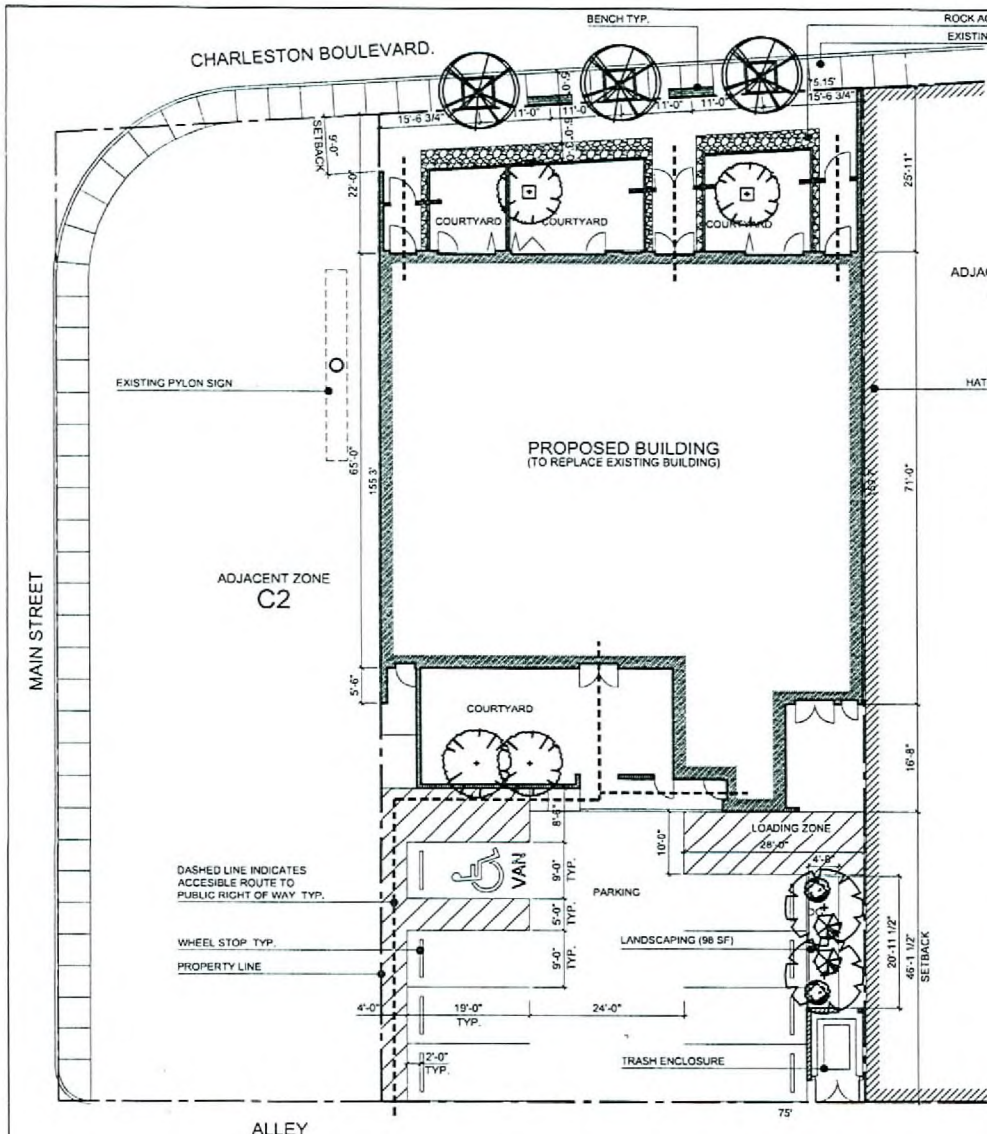 BENCH TYP.
ROCK AC
EXISTIN
CHARLESTON BOULEVARD.
5'-0"
75.15'
15'-6 3/4"
11'-0"
11'-0"
11'-0"
11'-0"
15'-6 3/4"
9'-0"
SETBACK
22'-0"
25'-11"
COURTYARD
COURTYARD
COURTYARD
ADJAC
EXISTING PYLON SIGN
HAT
65'-0"
155.3'
PROPOSED BUILDING
(TO REPLACE EXISTING BUILDING)
71'-0"
ADJACENT ZONE
C2
MAIN STREET
5'-6"
COURTYARD
16'-8"
8'-6"
10'-0"
LOADING ZONE
28'-0"
4'-8"
DASHED LINE INDICATES
ACCESIBLE ROUTE TO
PUBLIC RIGHT OF WAY TYP.
VAN
9'-0"
TYP.
PARKING
5'-0"
TYP.
WHEEL STOP TYP.
LANDSCAPING (98 SF)
20'-11 1/2"
46'-1 1/2"
SETBACK
PROPERTY LINE
9'-0"
TYP.
4'-0"
19'-0"
TYP.
24'-0"
2'-0"
TYP.
TRASH ENCLOSURE
75'
ALLEY